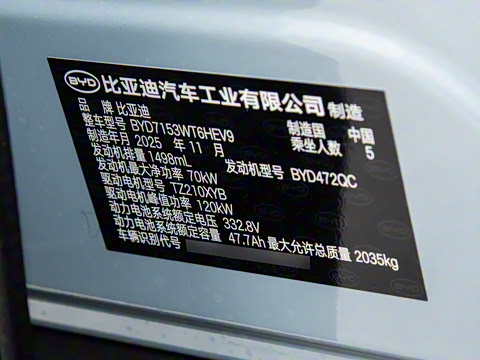 BYD 比亚迪汽车工业有限公司 制造
品 牌 比亚迪 制造国 中国
整车型号 BYD7153WT6HEV9 乘坐人数 5
制造年月 2025 年 11 月
发动机排量 1498mL 发动机型号 BYD472QC
发动机最大净功率 70kW
驱动电机型号 TZ210XYB
驱动电机峰值功率 120kW
动力电池系统额定电压 332.8V
动力电池系统额定容量 47.7Ah 最大允许总质量 2035kg
车辆识别代号